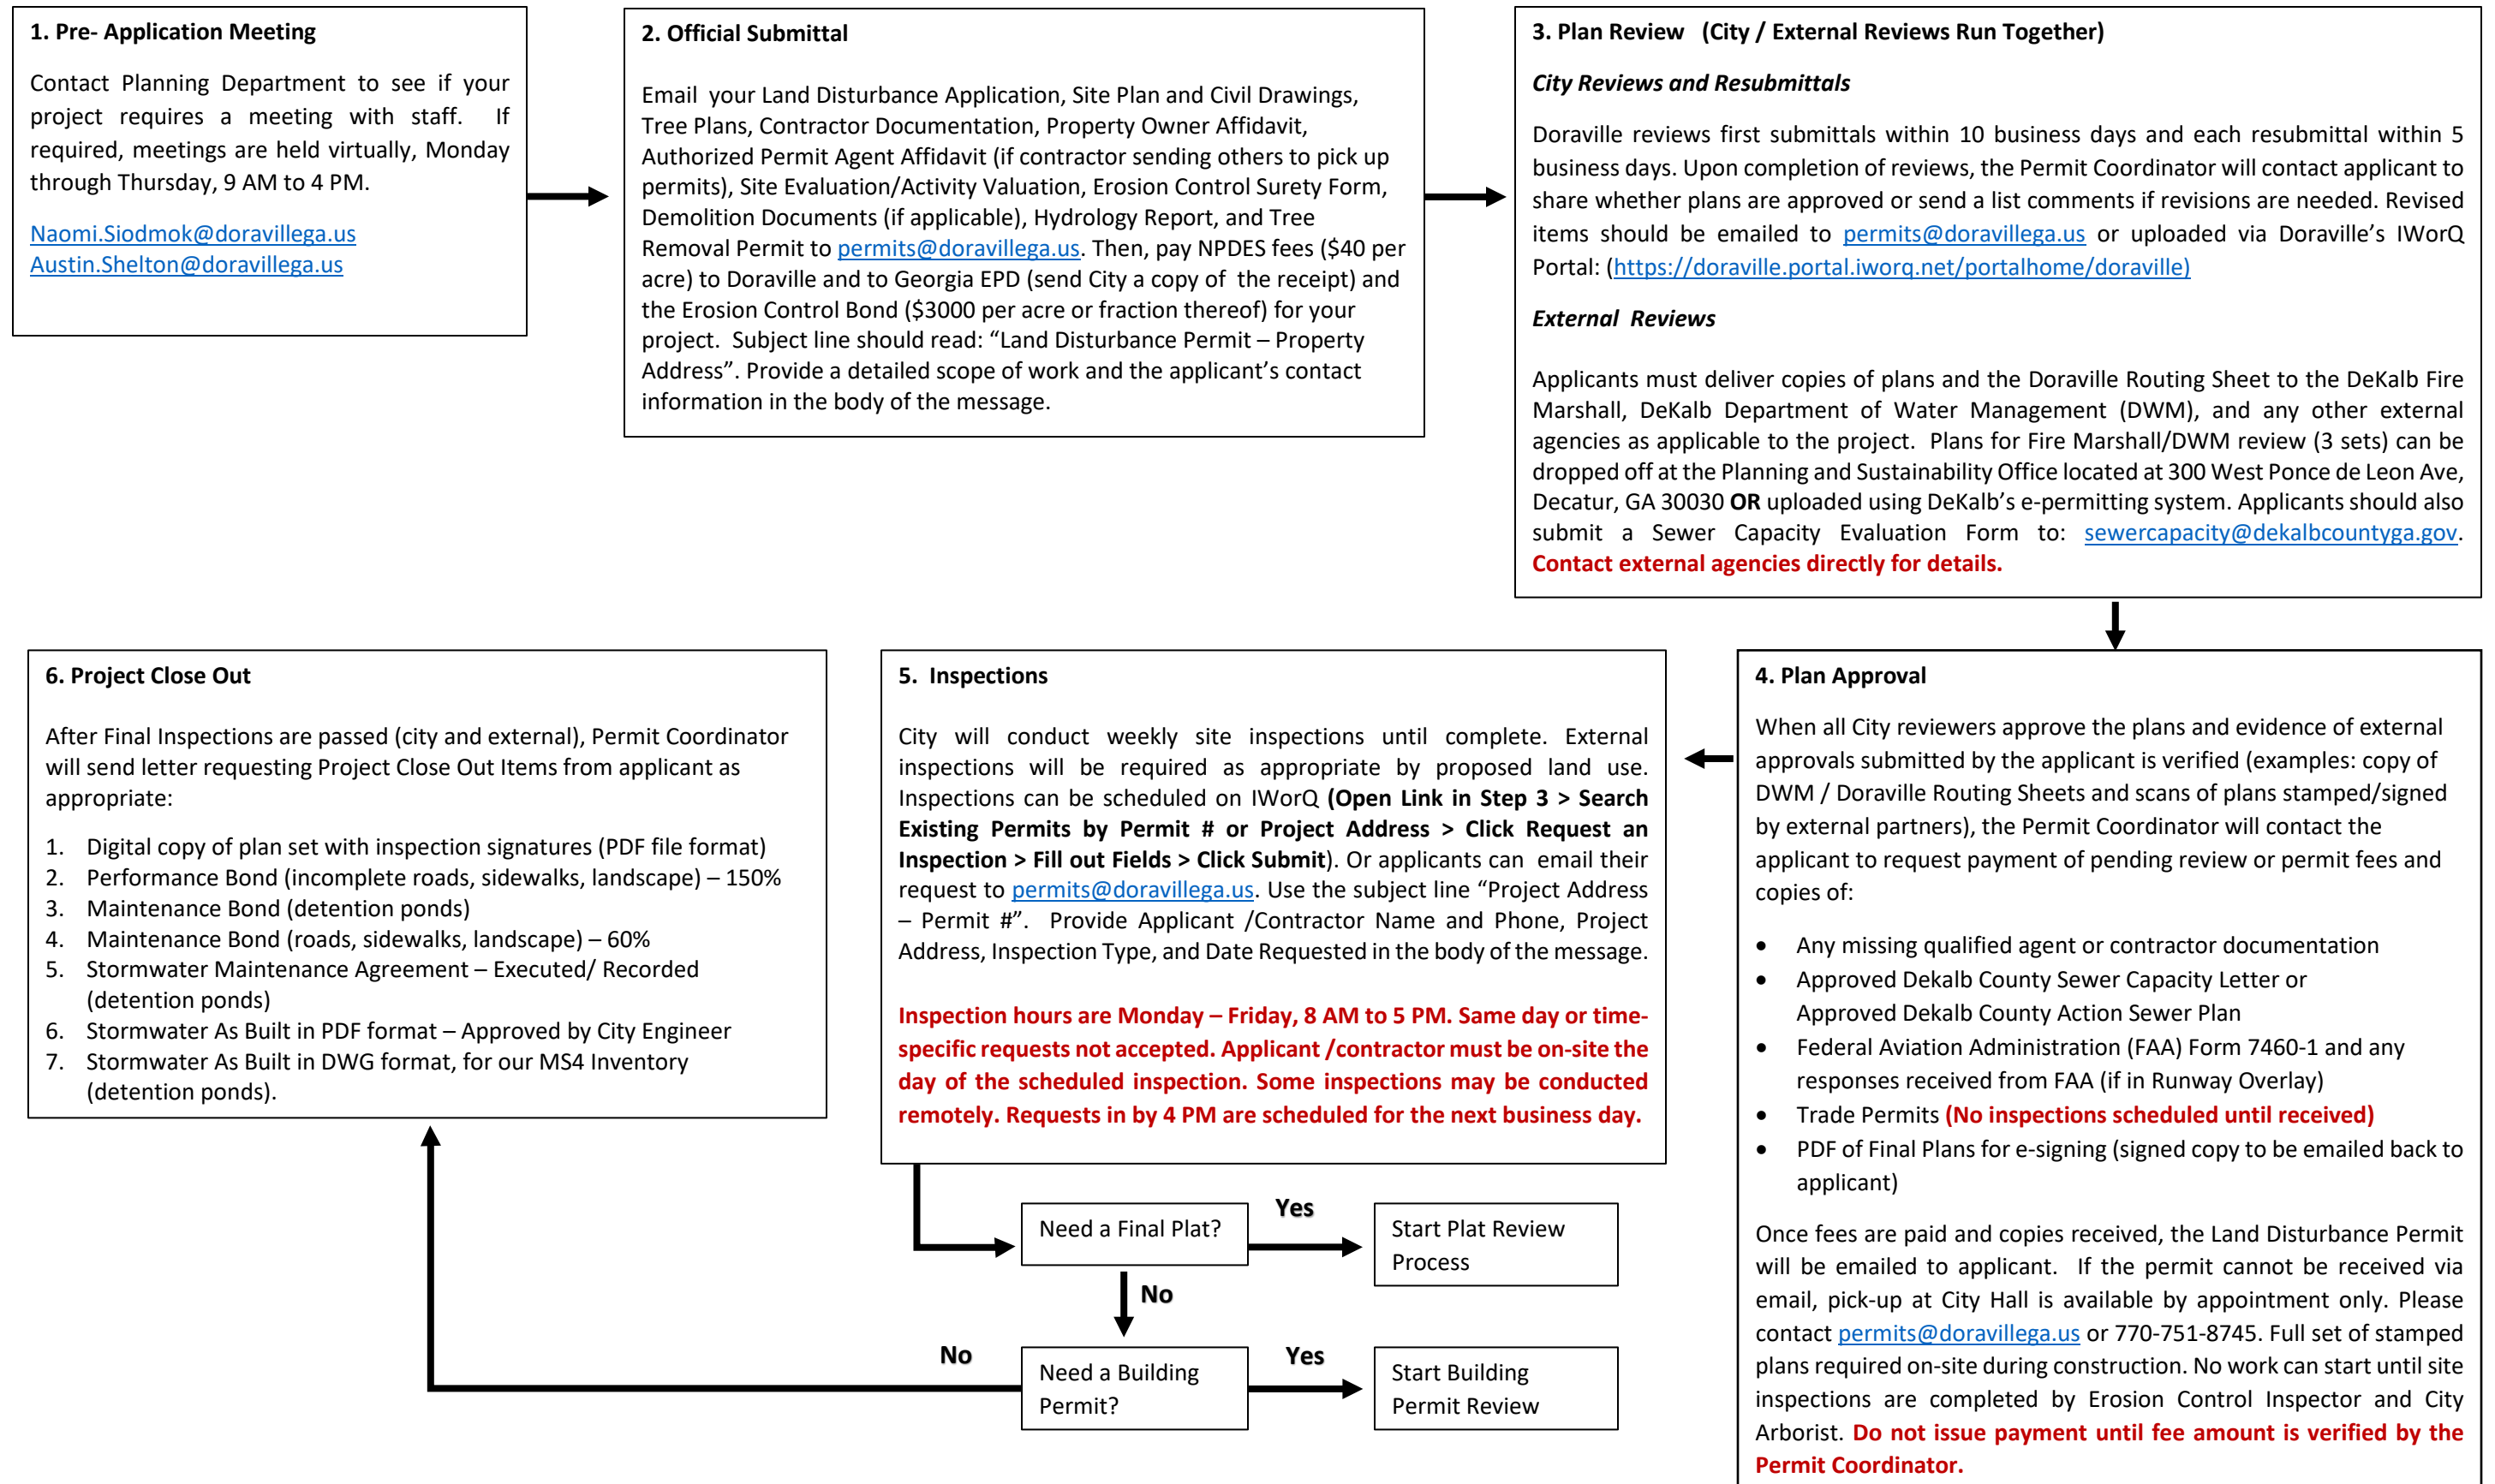 1. Pre- Application Meeting
Contact Planning Department to see if your
project requires a meeting with staff. If
required, meetings are held virtually, Monday
through Thursday, 9 AM to 4 PM.
Naomi.Siodmok@doravillega.us
Austin.Shelton@doravillega.us
2. Official Submittal
Email your Land Disturbance Application, Site Plan and Civil Drawings,
Tree Plans, Contractor Documentation, Property Owner Affidavit,
Authorized Permit Agent Affidavit (if contractor sending others to pick up
permits), Site Evaluation/Activity Valuation, Erosion Control Surety Form,
Demolition Documents (if applicable), Hydrology Report, and Tree
Removal Permit to permits@doravillega.us. Then, pay NPDES fees ($40 per
acre) to Doraville and to Georgia EPD (send City a copy of the receipt) and
the Erosion Control Bond ($3000 per acre or fraction thereof) for your
project. Subject line should read: “Land Disturbance Permit – Property
Address”. Provide a detailed scope of work and the applicant’s contact
information in the body of the message.
3. Plan Review (City / External Reviews Run Together)
City Reviews and Resubmittals
Doraville reviews first submittals within 10 business days and each resubmittal within 5
business days. Upon completion of reviews, the Permit Coordinator will contact applicant to
share whether plans are approved or send a list comments if revisions are needed. Revised
items should be emailed to permits@doravillega.us or uploaded via Doraville’s IWorQ
Portal: (https://doraville.portal.iworq.net/portalhome/doraville)
External Reviews
Applicants must deliver copies of plans and the Doraville Routing Sheet to the DeKalb Fire
Marshall, DeKalb Department of Water Management (DWM), and any other external
agencies as applicable to the project. Plans for Fire Marshall/DWM review (3 sets) can be
dropped off at the Planning and Sustainability Office located at 300 West Ponce de Leon Ave,
Decatur, GA 30030 OR uploaded using DeKalb’s e-permitting system. Applicants should also
submit a Sewer Capacity Evaluation Form to: sewercapacity@dekalbcountyga.gov.
Contact external agencies directly for details.
4. Plan Approval
When all City reviewers approve the plans and evidence of external
approvals submitted by the applicant is verified (examples: copy of
DWM / Doraville Routing Sheets and scans of plans stamped/signed
by external partners), the Permit Coordinator will contact the
applicant to request payment of pending review or permit fees and
copies of:
• Any missing qualified agent or contractor documentation
• Approved Dekalb County Sewer Capacity Letter or
Approved Dekalb County Action Sewer Plan
• Federal Aviation Administration (FAA) Form 7460-1 and any
responses received from FAA (if in Runway Overlay)
• Trade Permits (No inspections scheduled until received)
• PDF of Final Plans for e-signing (signed copy to be emailed back to
applicant)
Once fees are paid and copies received, the Land Disturbance Permit
will be emailed to applicant. If the permit cannot be received via
email, pick-up at City Hall is available by appointment only. Please
contact permits@doravillega.us or 770-751-8745. Full set of stamped
plans required on-site during construction. No work can start until site
inspections are completed by Erosion Control Inspector and City
Arborist. Do not issue payment until fee amount is verified by the
Permit Coordinator.
5. Inspections
City will conduct weekly site inspections until complete. External
inspections will be required as appropriate by proposed land use.
Inspections can be scheduled on IWorQ (Open Link in Step 3 > Search
Existing Permits by Permit # or Project Address > Click Request an
Inspection > Fill out Fields > Click Submit). Or applicants can email their
request to permits@doravillega.us. Use the subject line “Project Address
– Permit #”. Provide Applicant /Contractor Name and Phone, Project
Address, Inspection Type, and Date Requested in the body of the message.
Inspection hours are Monday – Friday, 8 AM to 5 PM. Same day or time-
specific requests not accepted. Applicant /contractor must be on-site the
day of the scheduled inspection. Some inspections may be conducted
remotely. Requests in by 4 PM are scheduled for the next business day.
Need a Final Plat?
Yes
Start Plat Review
Process
No
Need a Building
Permit?
Yes
Start Building
Permit Review
No
6. Project Close Out
After Final Inspections are passed (city and external), Permit Coordinator
will send letter requesting Project Close Out Items from applicant as
appropriate:
1. Digital copy of plan set with inspection signatures (PDF file format)
2. Performance Bond (incomplete roads, sidewalks, landscape) – 150%
3. Maintenance Bond (detention ponds)
4. Maintenance Bond (roads, sidewalks, landscape) – 60%
5. Stormwater Maintenance Agreement – Executed/ Recorded
(detention ponds)
6. Stormwater As Built in PDF format – Approved by City Engineer
7. Stormwater As Built in DWG format, for our MS4 Inventory
(detention ponds).